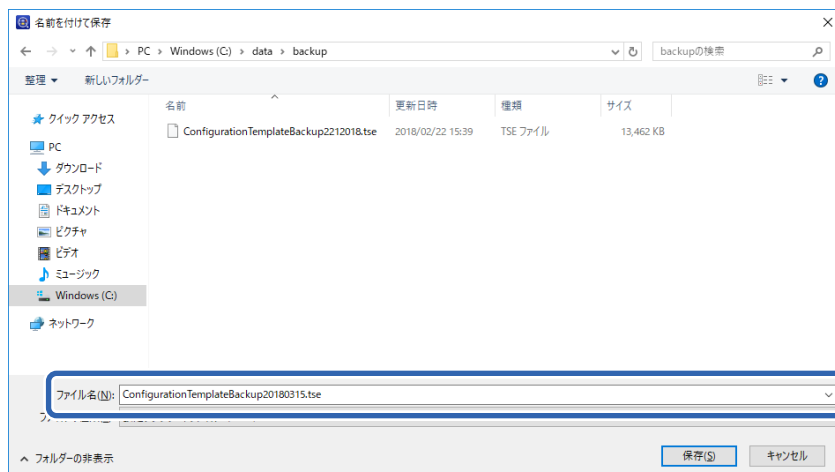 名前を付けて保存
PC > Windows (C:) > data > backup
backupの検索
整理 新しいフォルダー
名前 更新日時 種類 サイズ
ConfigurationTemplateBackup2212018.tse 2018/02/22 15:39 TSE ファイル 13,462 KB
クイック アクセス
PC
ダウンロード
デスクトップ
ドキュメント
ピクチャ
ビデオ
ミュージック
Windows (C:)
ネットワーク
ファイル名(N): ConfigurationTemplateBackup20180315.tse
フォルダーの非表示
保存(S) キャンセル